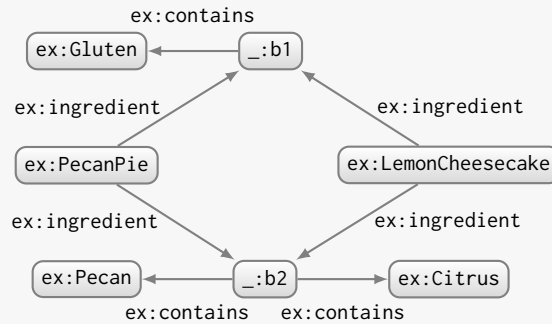 ex:contains
ex:Gluten
_:b1
ex:ingredient
ex:ingredient
ex:PecanPie
ex:LemonCheesecake
ex:ingredient
ex:ingredient
ex:Pecan
_:b2
ex:Citrus
ex:contains
ex:contains